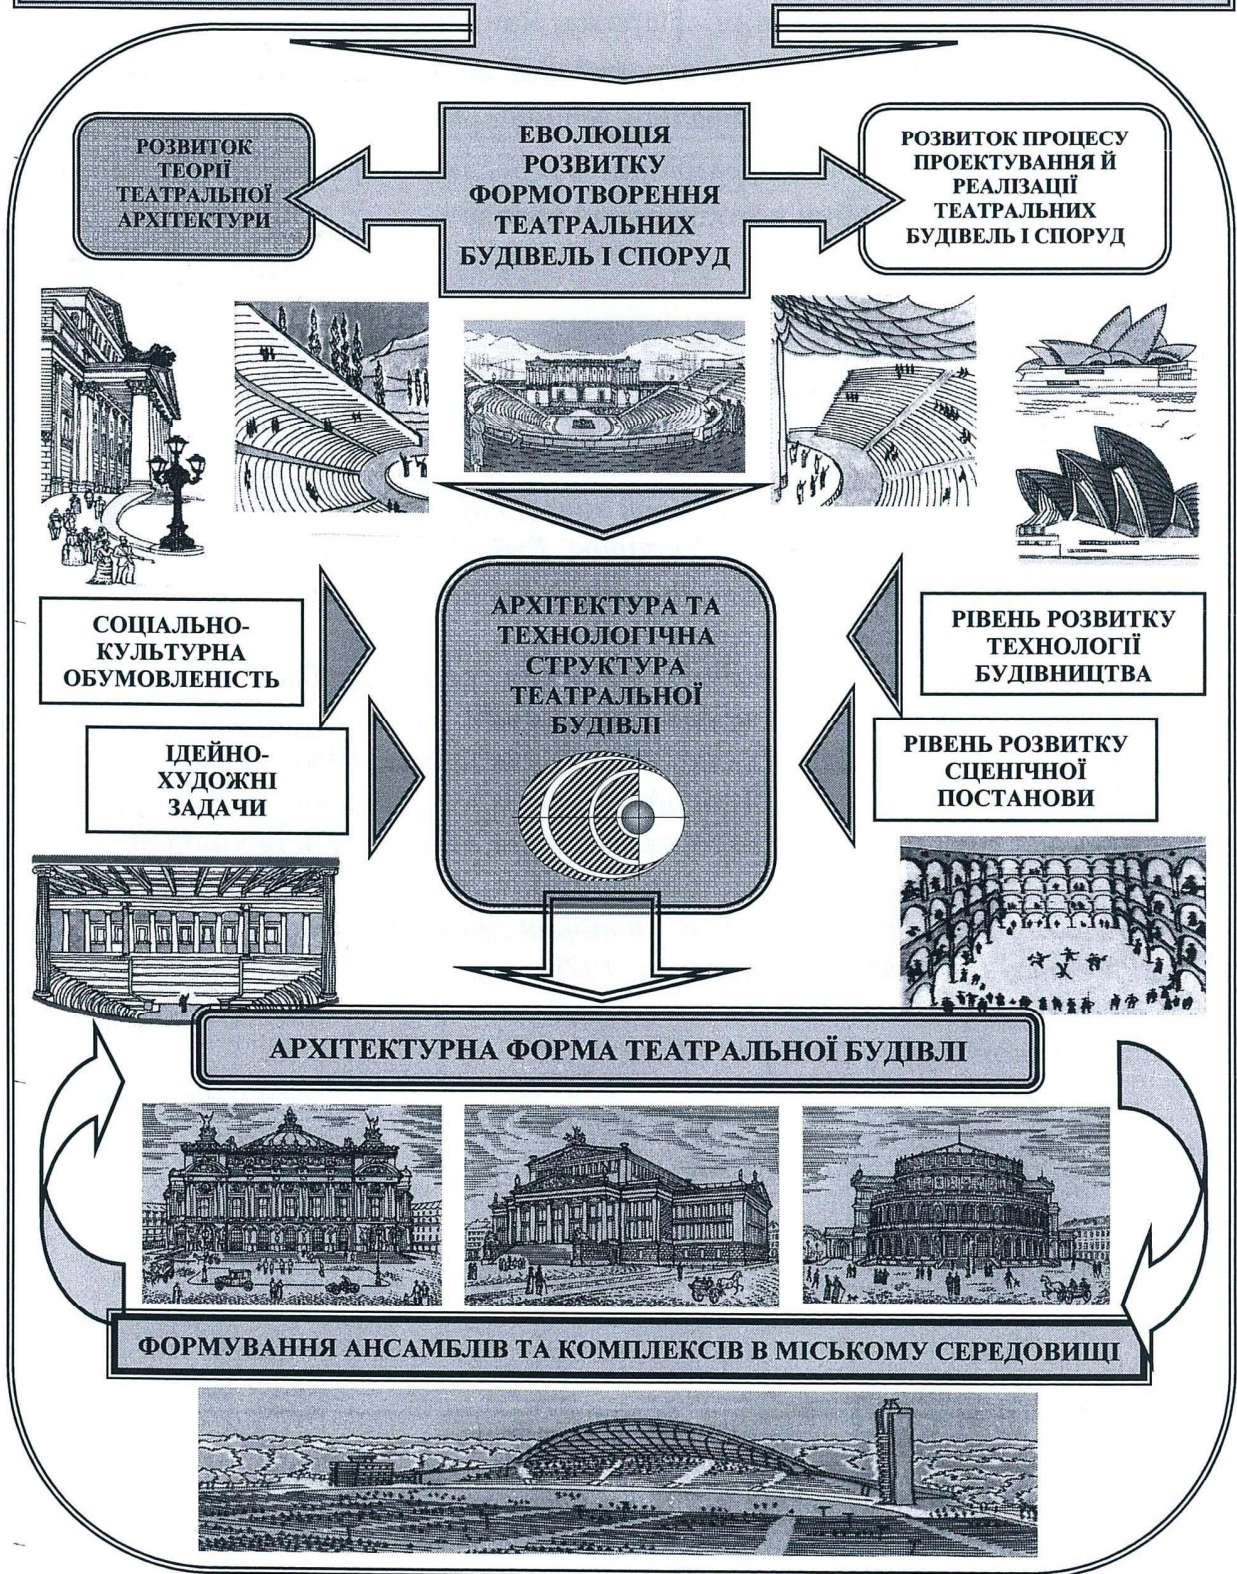 РОЗВИТОК
ТЕОРІЇ
ТЕАТРАЛЬНОЇ
АРХІТЕКТУРИ
ЕВОЛЮЦІЯ
РОЗВИТКУ
ФОРМОТВОРЕННЯ
ТЕАТРАЛЬНИХ
БУДІВЕЛЬ І СПОРУД
РОЗВИТОК ПРОЦЕСУ
ПРОЕКТУВАННЯ Й
РЕАЛІЗАЦІЇ
ТЕАТРАЛЬНИХ
БУДІВЕЛЬ І СПОРУД
СОЦІАЛЬНО-
КУЛЬТУРНА
ОБУМОВЛЕНІСТЬ
ІДЕЙНО-
ХУДОЖНІ
ЗАДАЧИ
АРХІТЕКТУРА ТА
ТЕХНОЛОГІЧНА
СТРУКТУРА
ТЕАТРАЛЬНОЇ
БУДІВЛІ
РІВЕНЬ РОЗВИТКУ
ТЕХНОЛОГІЇ
БУДІВНИЦТВА
РІВЕНЬ РОЗВИТКУ
СЦЕНІЧНОЇ
ПОСТАНОВИ
АРХІТЕКТУРНА ФОРМА ТЕАТРАЛЬНОЇ БУДІВЛІ
ФОРМУВАННЯ АНСАМБЛІВ ТА КОМПЛЕКСІВ В МІСЬКОМУ СЕРЕДОВИЩІ